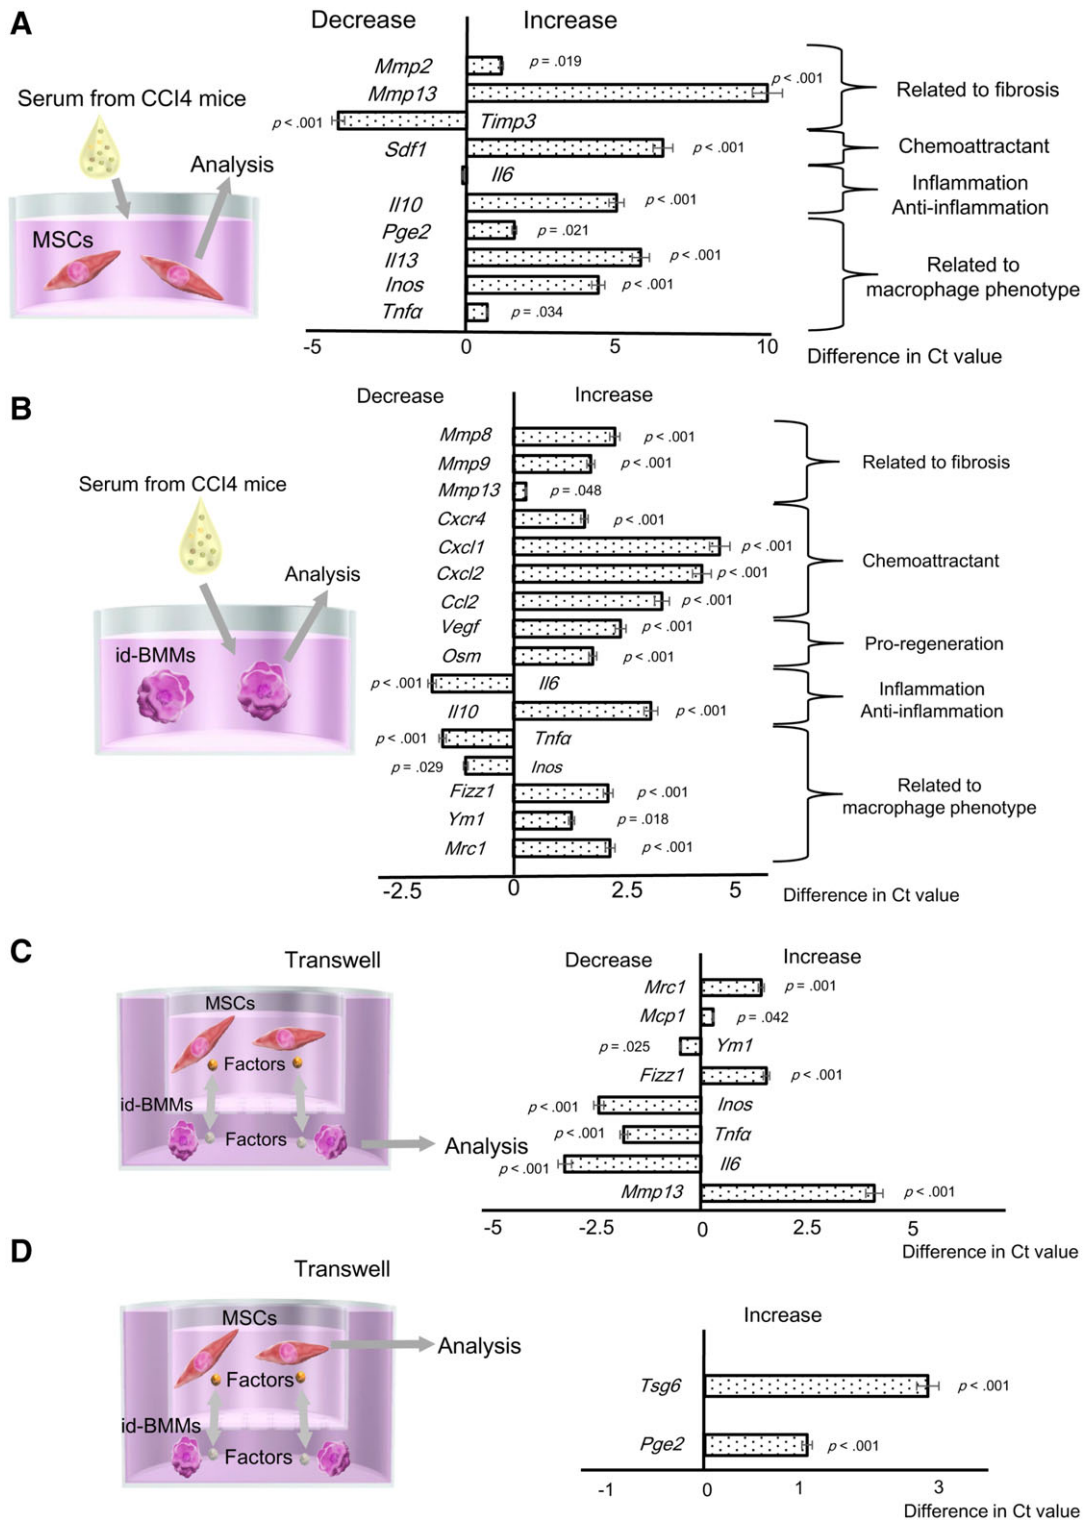 A
Decrease
Increase
Serum from CCl4 mice
Analysis
MSCs
Mmp2
p = .019
Mmp13
p < .001
p < .001
Timp3
Sdf1
p < .001
Il6
Il10
p < .001
Pge2
p = .021
Il13
p < .001
Inos
p < .001
Tnfα
p = .034
Related to fibrosis
Chemoattractant
Inflammation
Anti-inflammation
Related to
macrophage phenotype
-5
0
5
10
Difference in Ct value
B
Decrease
Increase
Serum from CCl4 mice
Analysis
id-BMMs
Mmp8
p < .001
Mmp9
p < .001
Mmp13
p = .048
Cxcr4
p < .001
Cxcl1
p < .001
Cxcl2
p < .001
Ccl2
p < .001
Vegf
p < .001
Osm
p < .001
p < .001
Il6
Il10
p < .001
p < .001
Tnfα
p = .029
Inos
Fizz1
p < .001
Ym1
p = .018
Mrc1
p < .001
Related to fibrosis
Chemoattractant
Pro-regeneration
Inflammation
Anti-inflammation
Related to
macrophage phenotype
-2.5
0
2.5
5
Difference in Ct value
C
Transwell
MSCs
Factors
id-BMMs
Factors
Analysis
Decrease
Increase
Mrc1
p = .001
Mcp1
p = .042
p = .025
Ym1
Fizz1
p < .001
p < .001
Inos
p < .001
Tnfα
p < .001
Il6
Mmp13
p < .001
-5
-2.5
0
2.5
5
Difference in Ct value
D
Transwell
MSCs
Analysis
Factors
id-BMMs
Factors
Increase
Tsg6
p < .001
Pge2
p < .001
-1
0
1
3
Difference in Ct value